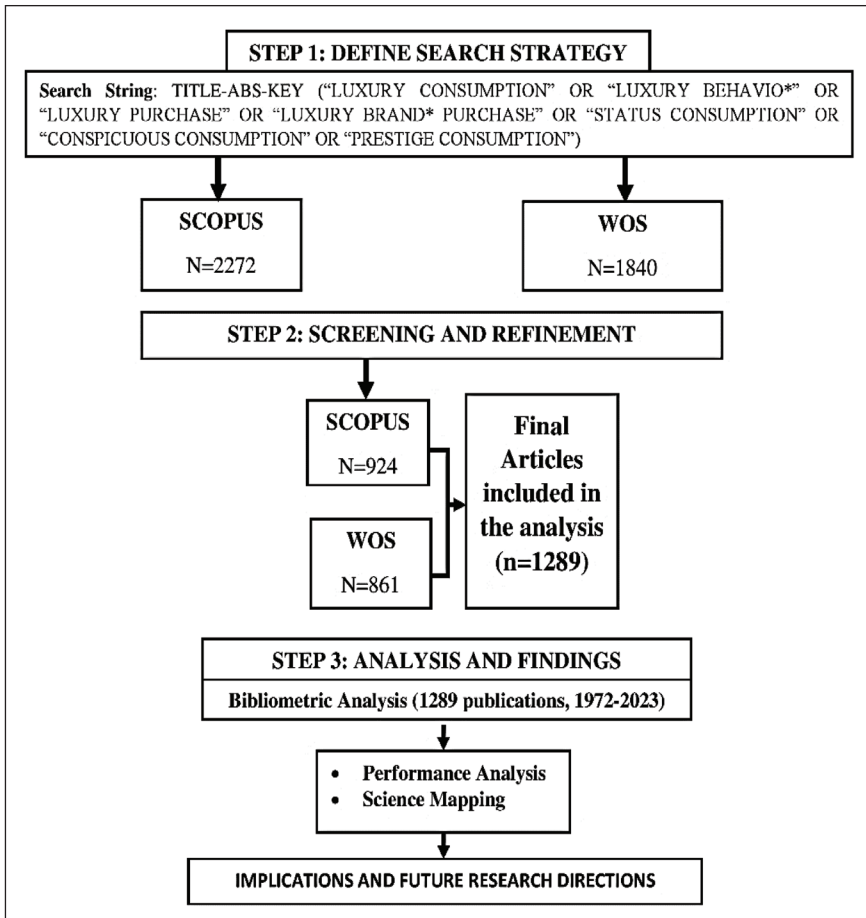 STEP 1: DEFINE SEARCH STRATEGY
Search String: TITLE-ABS-KEY (“LUXURY CONSUMPTION” OR “LUXURY BEHAVIO*” OR
“LUXURY PURCHASE” OR “LUXURY BRAND* PURCHASE” OR “STATUS CONSUMPTION” OR
“CONSPICUOUS CONSUMPTION” OR “PRESTIGE CONSUMPTION”)
SCOPUS
N=2272
WOS
N=1840
STEP 2: SCREENING AND REFINEMENT
SCOPUS
N=924
WOS
N=861
Final
Articles
included in
the analysis
(n=1289)
STEP 3: ANALYSIS AND FINDINGS
Bibliometric Analysis (1289 publications, 1972-2023)
• Performance Analysis
• Science Mapping
IMPLICATIONS AND FUTURE RESEARCH DIRECTIONS